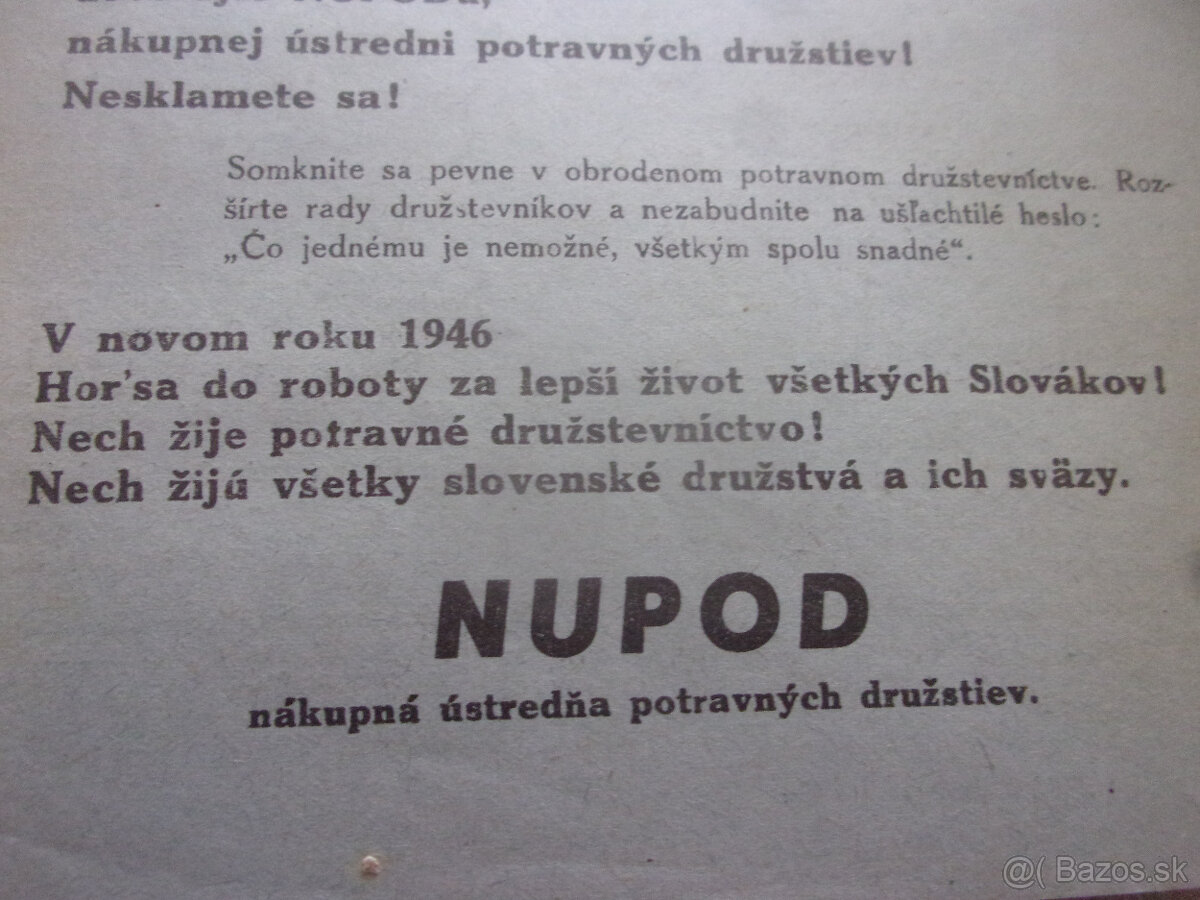 nákupnej ústredni potravných družstiev!
Nesklamete sa!
Somknite sa pevne v obrodenom potravnom družstevníctve. Roz-
šírte rady družstevníkov a nezabudnite na ušľachtilé heslo:
„Čo jednému je nemožné, všetkým spolu snadné“.
V novom roku 1946
Hor'sa do roboty za lepší život všetkých Slovákov!
Nech žije potravné družstevníctvo!
Nech žijú všetky slovenské družstvá a ich sväzy.
NUPOD
nákupná ústredňa potravných družstiev.
@( Bazos.sk